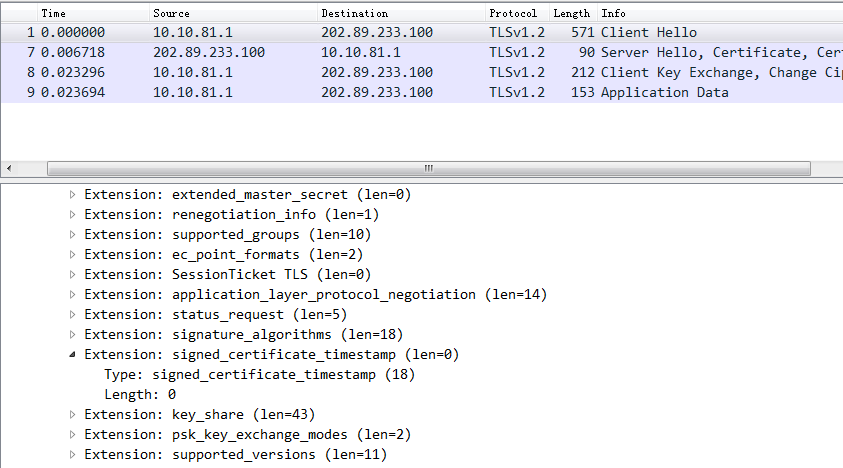 Time Source Destination Protocol Length Info
1 0.000000 10.10.81.1 202.89.233.100 TLSv1.2 571 Client Hello
7 0.006718 202.89.233.100 10.10.81.1 TLSv1.2 90 Server Hello, Certificate, Cer
8 0.023296 10.10.81.1 202.89.233.100 TLSv1.2 212 Client Key Exchange, Change Cip
9 0.023694 10.10.81.1 202.89.233.100 TLSv1.2 153 Application Data
Extension: extended_master_secret (len=0)
Extension: renegotiation_info (len=1)
Extension: supported_groups (len=10)
Extension: ec_point_formats (len=2)
Extension: SessionTicket TLS (len=0)
Extension: application_layer_protocol_negotiation (len=14)
Extension: status_request (len=5)
Extension: signature_algorithms (len=18)
Extension: signed_certificate_timestamp (len=0)
Type: signed_certificate_timestamp (18)
Length: 0
Extension: key_share (len=43)
Extension: psk_key_exchange_modes (len=2)
Extension: supported_versions (len=11)